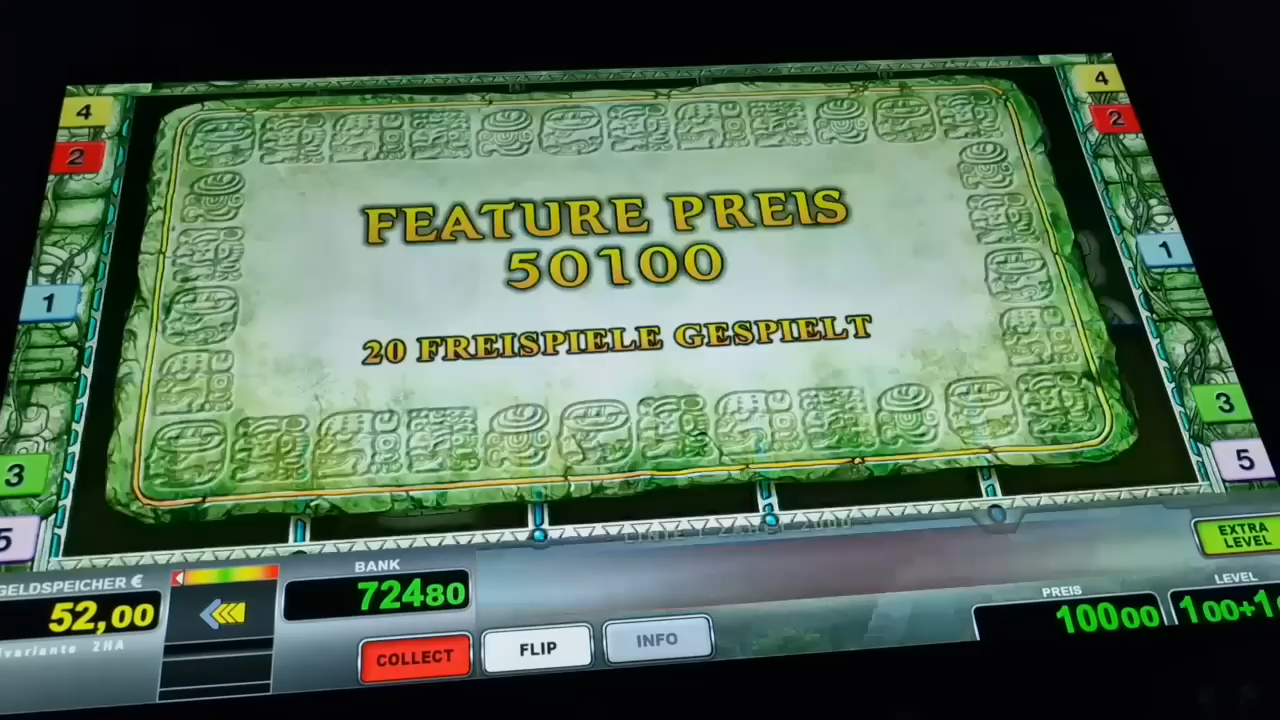 4
4
2
2
FEATURE PREIS
50100
1
1
20 FREISPIELE GESPIELT
3
3
5
5
EXTRA
LEVEL
GELDSPEICHER €
BANK
PREIS
LEVEL
52,00
72480
10000
COLLECT
FLIP
INFO